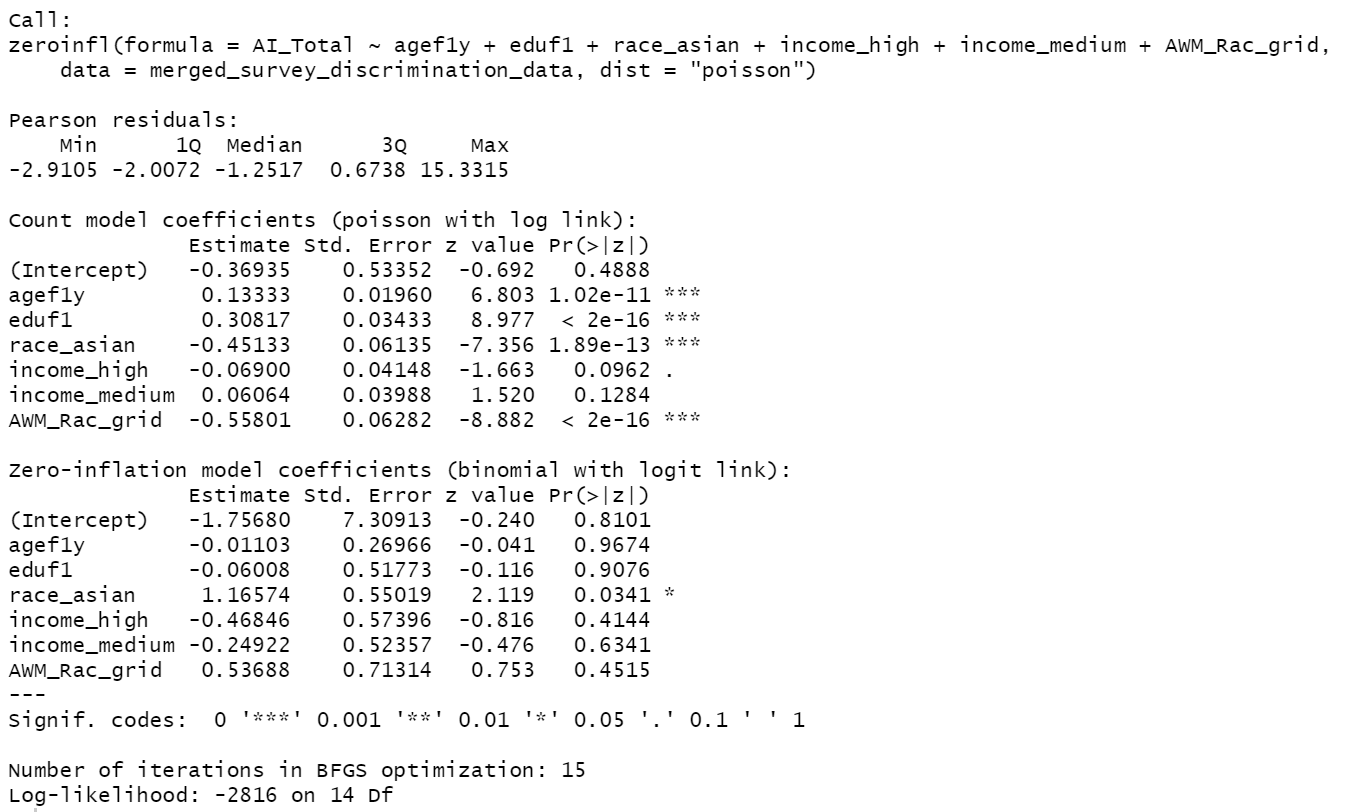 Call:
zeroinfl(formula = AI_Total ~ agef1y + eduf1 + race_asian + income_high + income_medium + AWM_Rac_grid,
    data = merged_survey_discrimination_data, dist = "poisson")

Pearson residuals:
    Min      1Q  Median      3Q     Max
-2.9105 -2.0072 -1.2517  0.6738 15.3315

Count model coefficients (poisson with log link):
              Estimate Std. Error z value Pr(>|z|)
(Intercept)   -0.36935    0.53352  -0.692   0.4888
agef1y         0.13333    0.01960   6.803 1.02e-11 ***
eduf1          0.30817    0.03433   8.977  < 2e-16 ***
race_asian    -0.45133    0.06135  -7.356 1.89e-13 ***
income_high   -0.06900    0.04148  -1.663   0.0962 .
income_medium  0.06064    0.03988   1.520   0.1284
AWM_Rac_grid  -0.55801    0.06282  -8.882  < 2e-16 ***

Zero-inflation model coefficients (binomial with logit link):
              Estimate Std. Error z value Pr(>|z|)
(Intercept)   -1.75680    7.30913  -0.240   0.8101
agef1y        -0.01103    0.26966  -0.041   0.9674
eduf1         -0.06008    0.51773  -0.116   0.9076
race_asian     1.16574    0.55019   2.119   0.0341 *
income_high   -0.46846    0.57396  -0.816   0.4144
income_medium -0.24922    0.52357  -0.476   0.6341
AWM_Rac_grid   0.53688    0.71314   0.753   0.4515
---
Signif. codes:  0 '***' 0.001 '**' 0.01 '*' 0.05 '.' 0.1 ' ' 1

Number of iterations in BFGS optimization: 15
Log-likelihood: -2816 on 14 Df